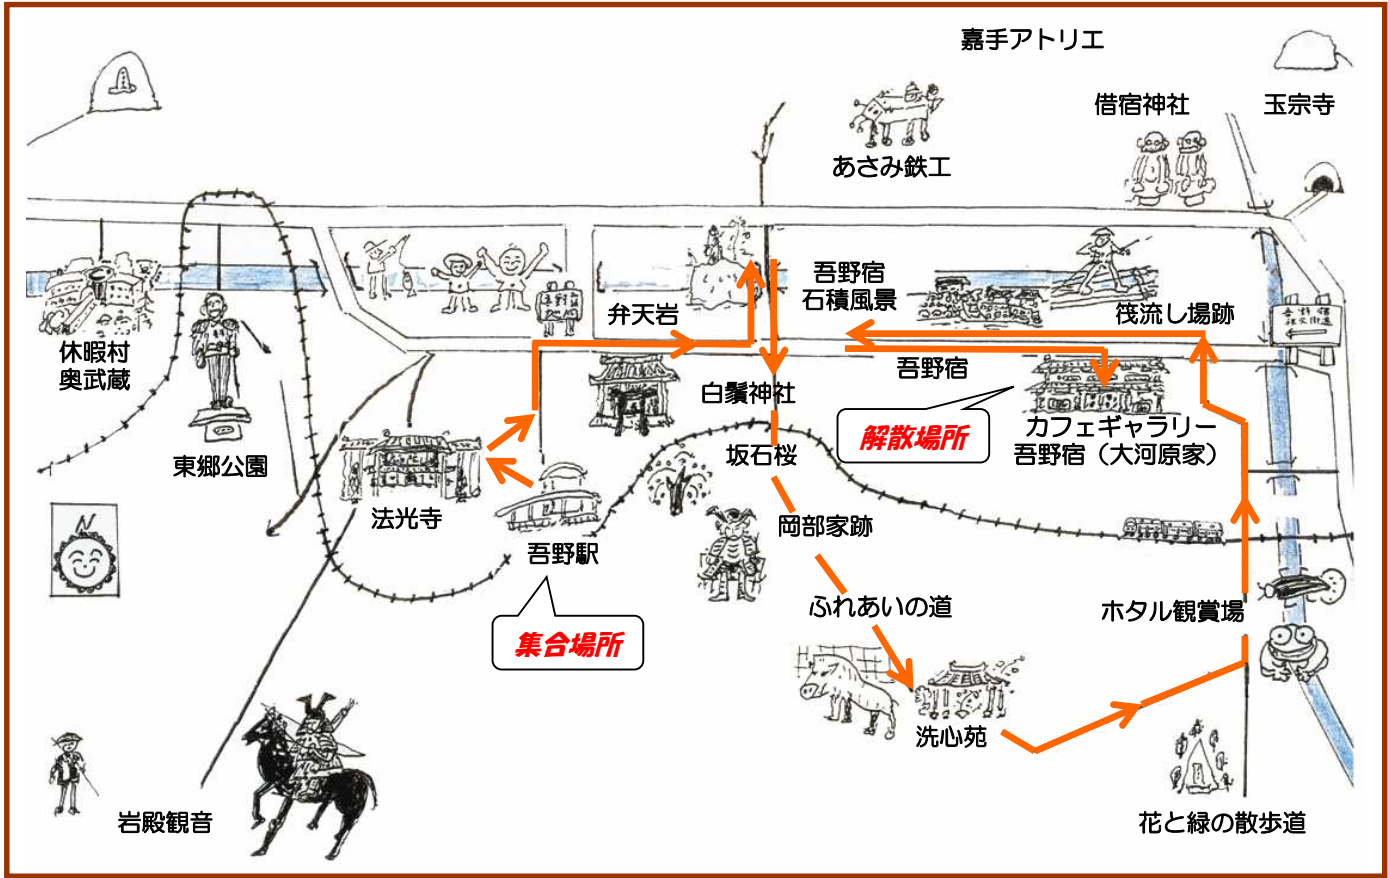 嘉手アトリエ
借宿神社
玉宗寺
あさみ鉄工
休暇村
奥武蔵
東郷公園
弁天岩
吾野宿
石積風景
筏流し場跡
吾野宿
白鬚神社
解散場所
カフェギャラリー
吾野宿（大河原家）
坂石桜
法光寺
吾野駅
岡部家跡
N
集合場所
ふれあいの道
ホタル観賞場
洗心苑
岩殿観音
花と緑の散歩道